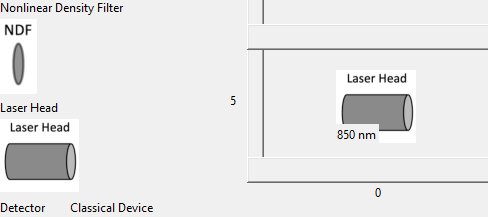 Nonlinear Density Filter
NDF
Laser Head
Laser Head
Detector
Classical Device
5
Laser Head
850 nm
0